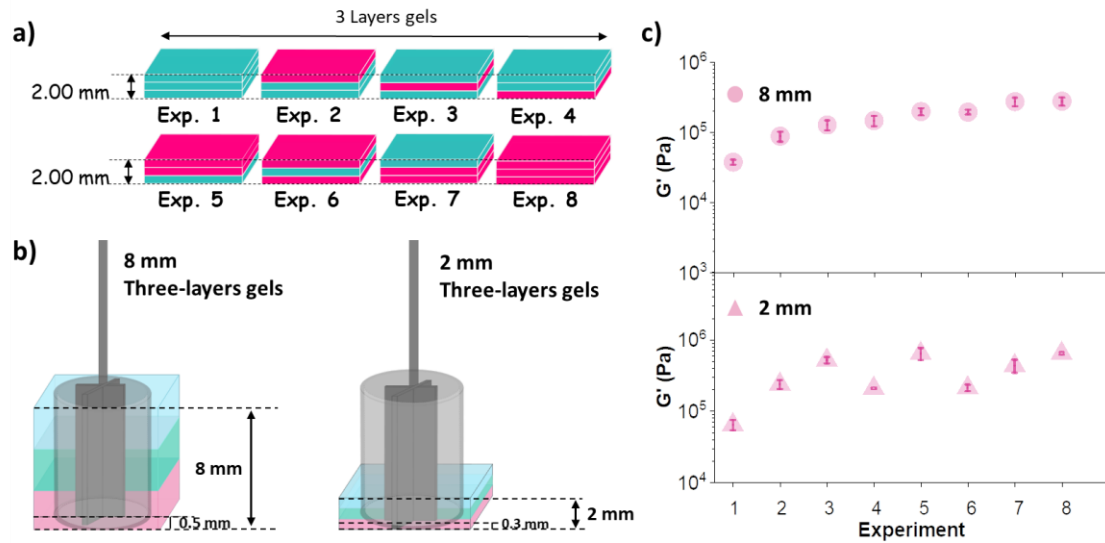 a)
3 Layers gels
2.00 mm
Exp. 1 Exp. 2 Exp. 3 Exp. 4
2.00 mm
Exp. 5 Exp. 6 Exp. 7 Exp. 8
b)
8 mm
Three-layers gels
8 mm
0.5 mm
2 mm
Three-layers gels
2 mm
0.3 mm
c)
8 mm
G' (Pa)
10⁶
10⁵
10⁴
10³
2 mm
G' (Pa)
10⁶
10⁵
10⁴
1 2 3 4 5 6 7 8
Experiment